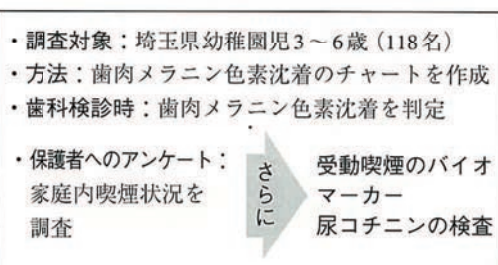 ・調査対象：埼玉県幼稚園児3～6歳（118名）
・方法：歯肉メラニン色素沈着のチャートを作成
・歯科検診時：歯肉メラニン色素沈着を判定
・保護者へのアンケート：
家庭内喫煙状況を
調査
さらに
受動喫煙のバイオ
マーカー
尿コチニンの検査